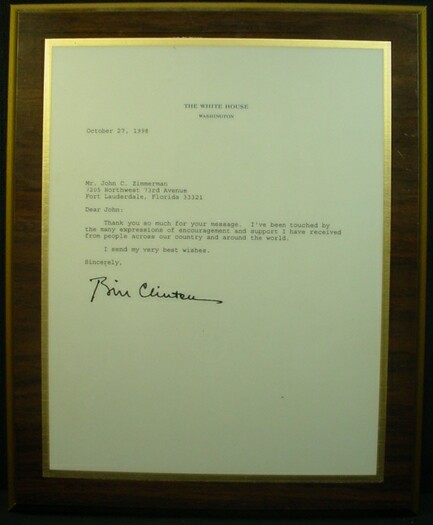 THE WHITE HOUSE
WASHINGTON
October 27, 1998
Mr. John C. Zimmerman
7205 Northwest 73rd Avenue
Fort Lauderdale, Florida 33321
Dear John:
Thank you so much for your message. I've been touched by
the many expressions of encouragement and support I have received
from people across our country and around the world.
I send my very best wishes.
Sincerely,
Bill Clinton